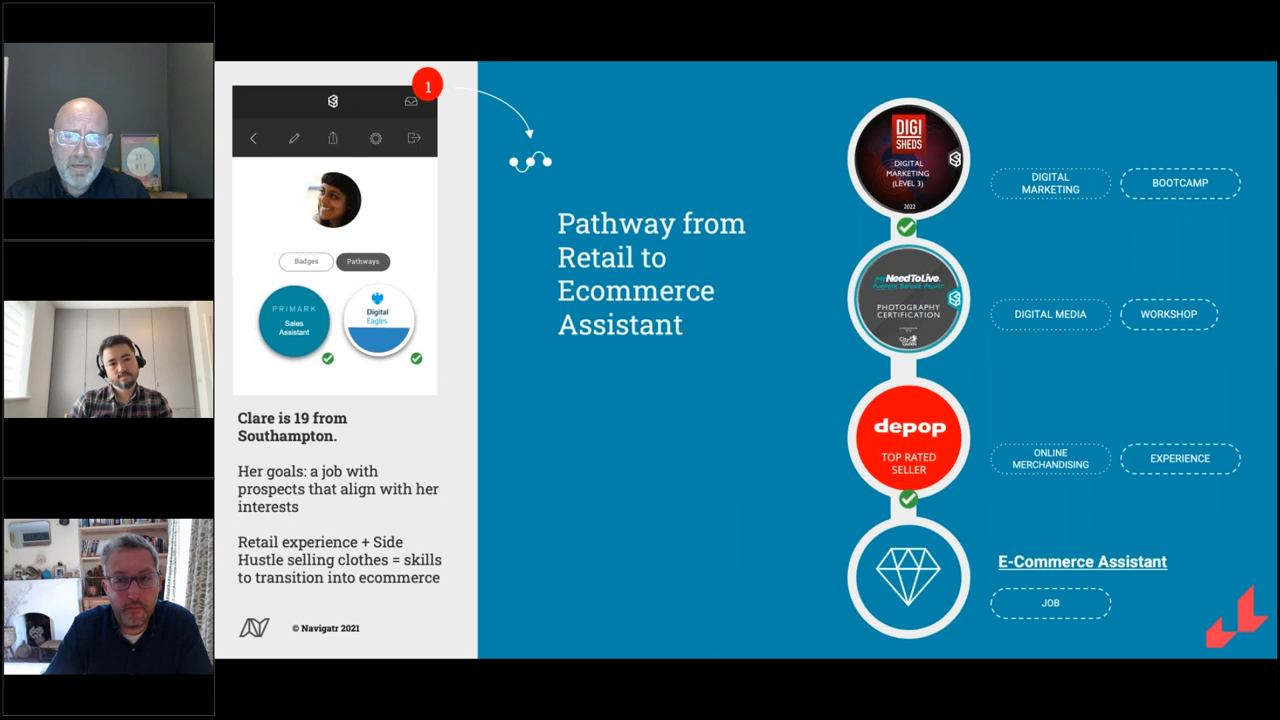 1
Badges
Pathways
PRIMARK
Sales
Assistant
Digital
Eagles
Clare is 19 from
Southampton.
Her goals: a job with
prospects that align with her
interests
Retail experience + Side
Hustle selling clothes = skills
to transition into ecommerce
© Navigatr 2021
Pathway from
Retail to
Ecommerce
Assistant
DIGI
SHEDS
DIGITAL
MARKETING
(LEVEL 3)
2022
DIGITAL
MARKETING
BOOTCAMP
NeedToLive.
PHOTOGRAPHY
CERTIFICATION
DIGITAL MEDIA
WORKSHOP
depop
TOP RATED
SELLER
ONLINE
MERCHANDISING
EXPERIENCE
E-Commerce Assistant
JOB